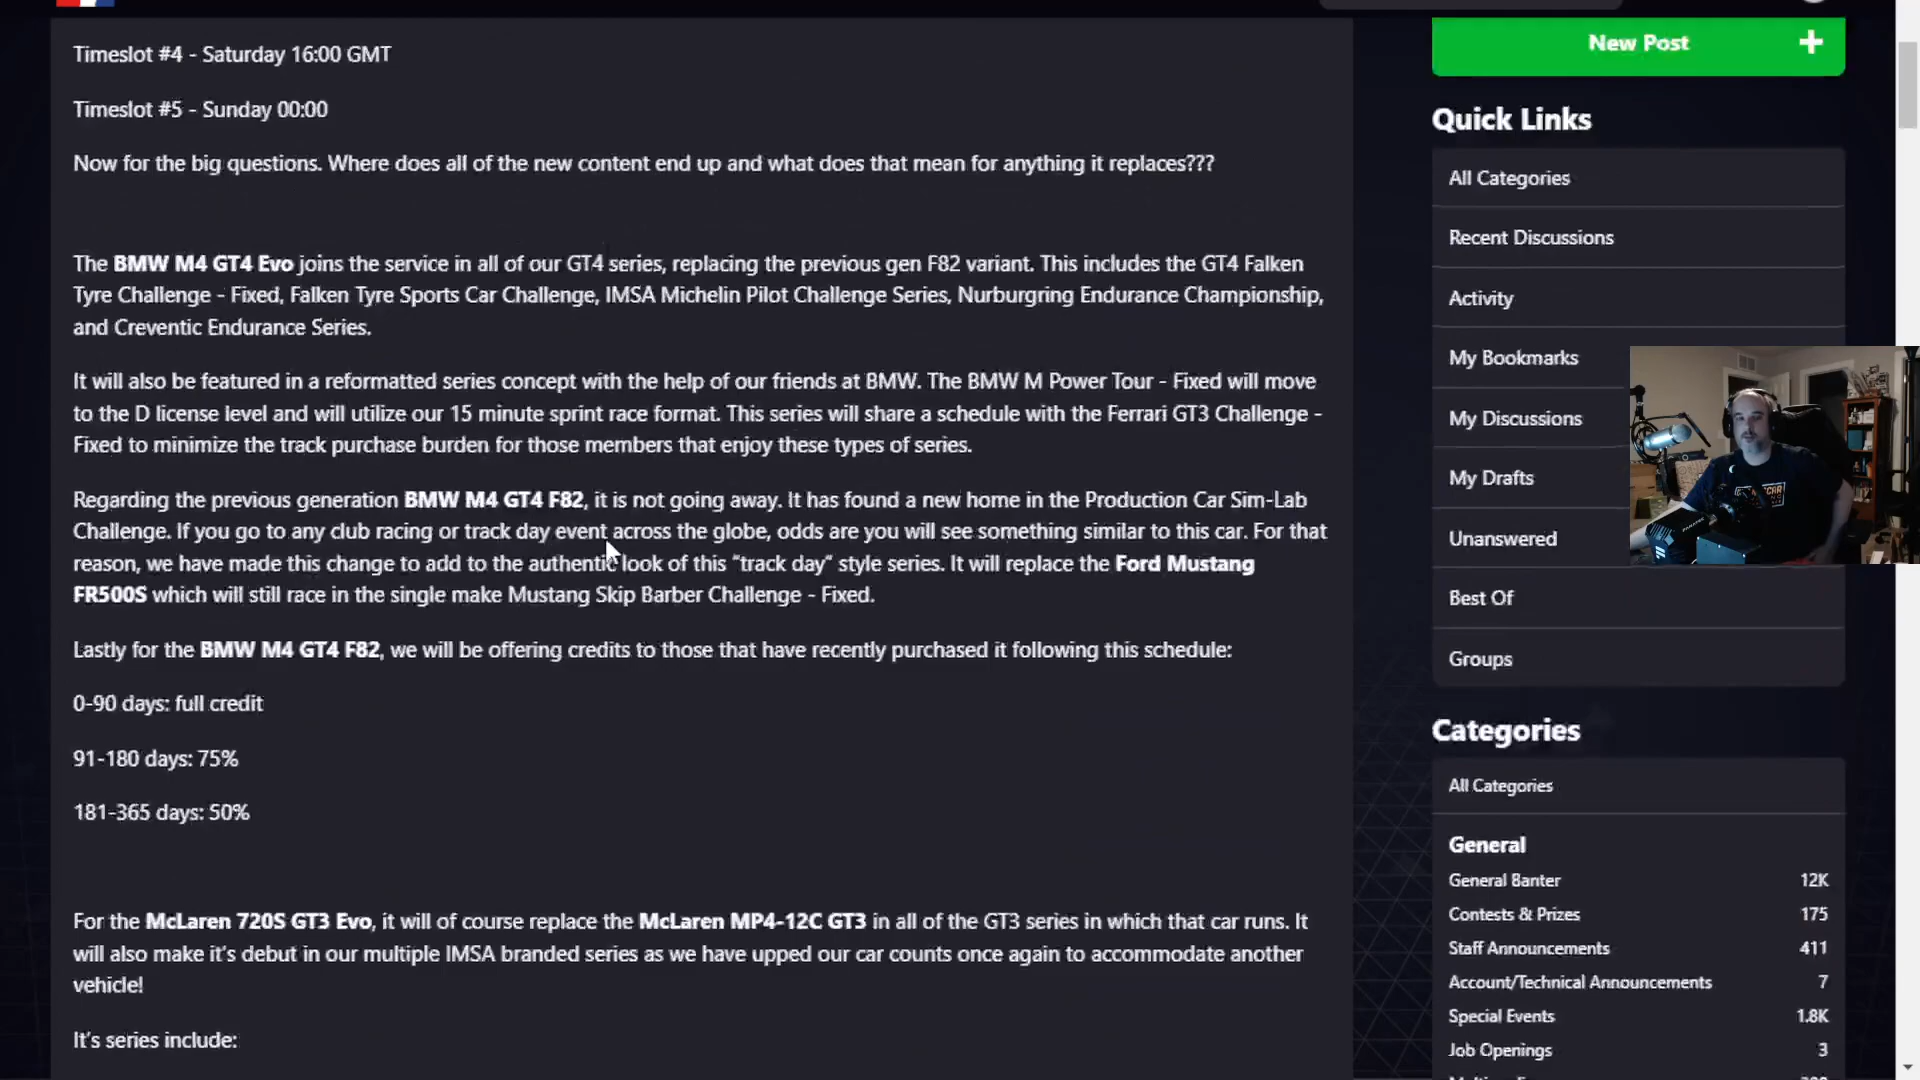 Timeslot #4 - Saturday 16:00 GMT
Timeslot #5 - Sunday 00:00
Now for the big questions. Where does all of the new content end up and what does that mean for anything it replaces???
The BMW M4 GT4 Evo joins the service in all of our GT4 series, replacing the previous gen F82 variant. This includes the GT4 Falken
Tyre Challenge - Fixed, Falken Tyre Sports Car Challenge, IMSA Michelin Pilot Challenge Series, Nurburgring Endurance Championship,
and Creventic Endurance Series.
It will also be featured in a reformatted series concept with the help of our friends at BMW. The BMW M Power Tour - Fixed will move
to the D license level and will utilize our 15 minute sprint race format. This series will share a schedule with the Ferrari GT3 Challenge -
Fixed to minimize the track purchase burden for those members that enjoy these types of series.
Regarding the previous generation BMW M4 GT4 F82, it is not going away. It has found a new home in the Production Car Sim-Lab
Challenge. If you go to any club racing or track day event across the globe, odds are you will see something similar to this car. For that
reason, we have made this change to add to the authentic look of this “track day” style series. It will replace the Ford Mustang
FR500S which will still race in the single make Mustang Skip Barber Challenge - Fixed.
Lastly for the BMW M4 GT4 F82, we will be offering credits to those that have recently purchased it following this schedule:
0-90 days: full credit
91-180 days: 75%
181-365 days: 50%
For the McLaren 720S GT3 Evo, it will of course replace the McLaren MP4-12C GT3 in all of the GT3 series in which that car runs. It
will also make it's debut in our multiple IMSA branded series as we have upped our car counts once again to accommodate another
vehicle!
It's series include:
New Post +
Quick Links
All Categories
Recent Discussions
Activity
My Bookmarks
My Discussions
My Drafts
Unanswered
Best Of
Groups
Categories
All Categories
General
General Banter 12K
Contests & Prizes 175
Staff Announcements 411
Account/Technical Announcements 7
Special Events 1.8K
Job Openings 3